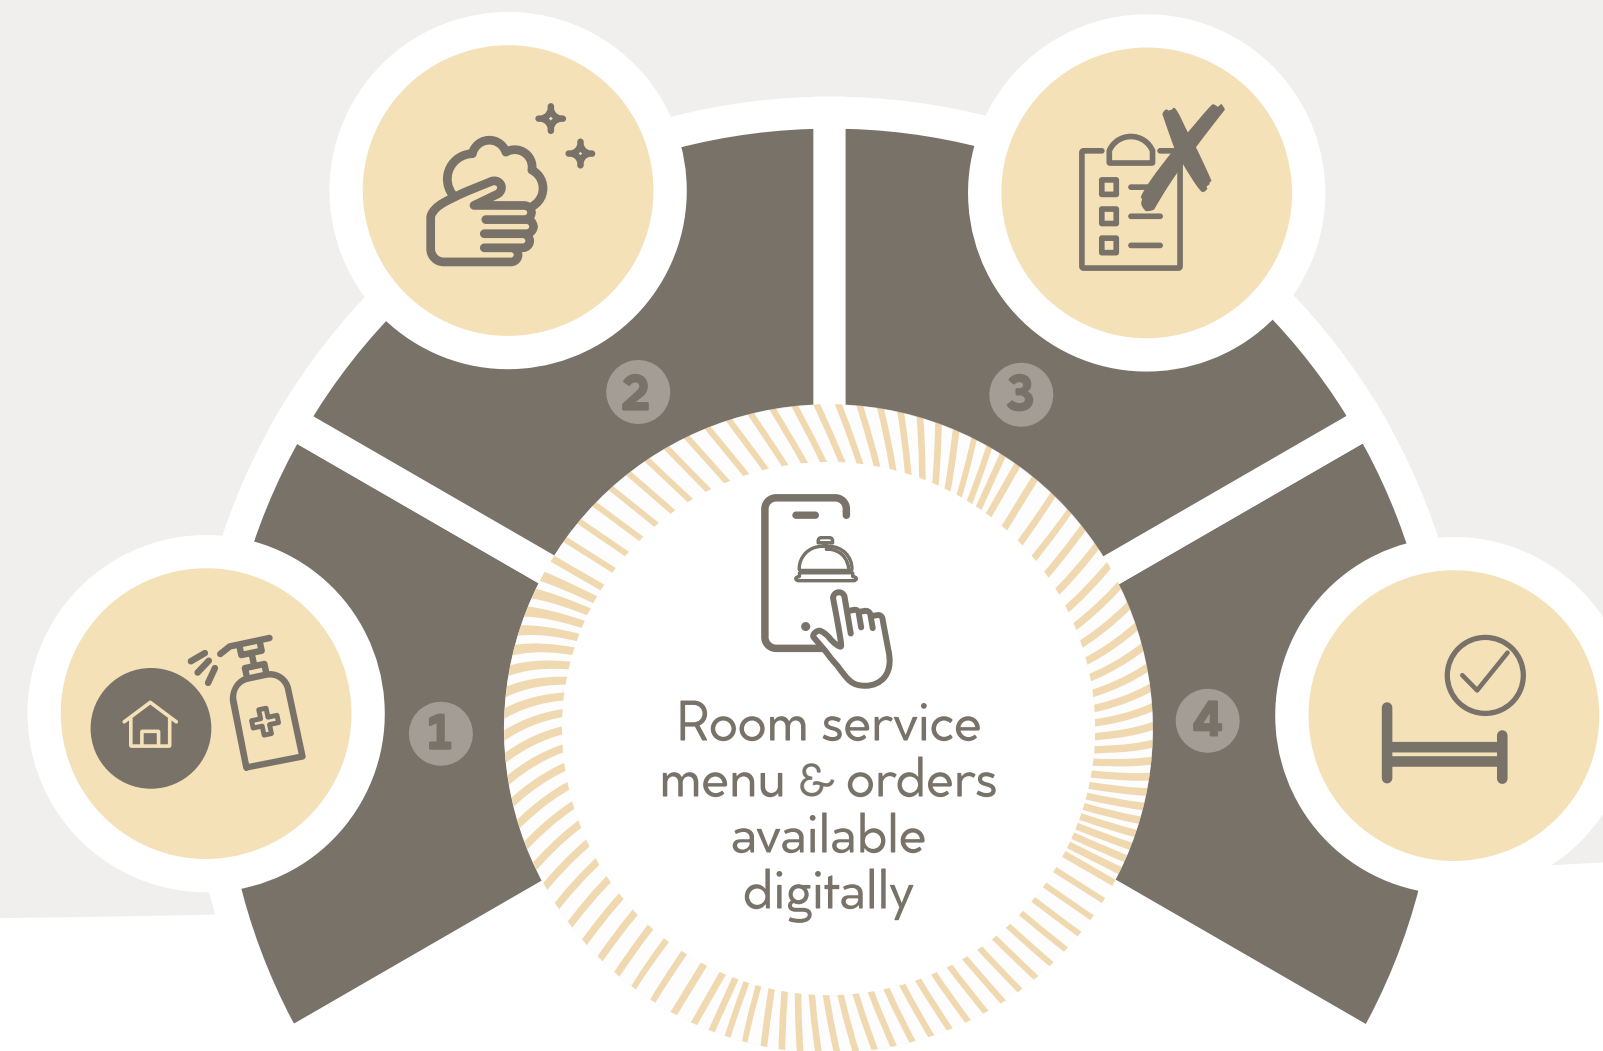 2
3
1
4
Room service
menu & orders
available
digitally